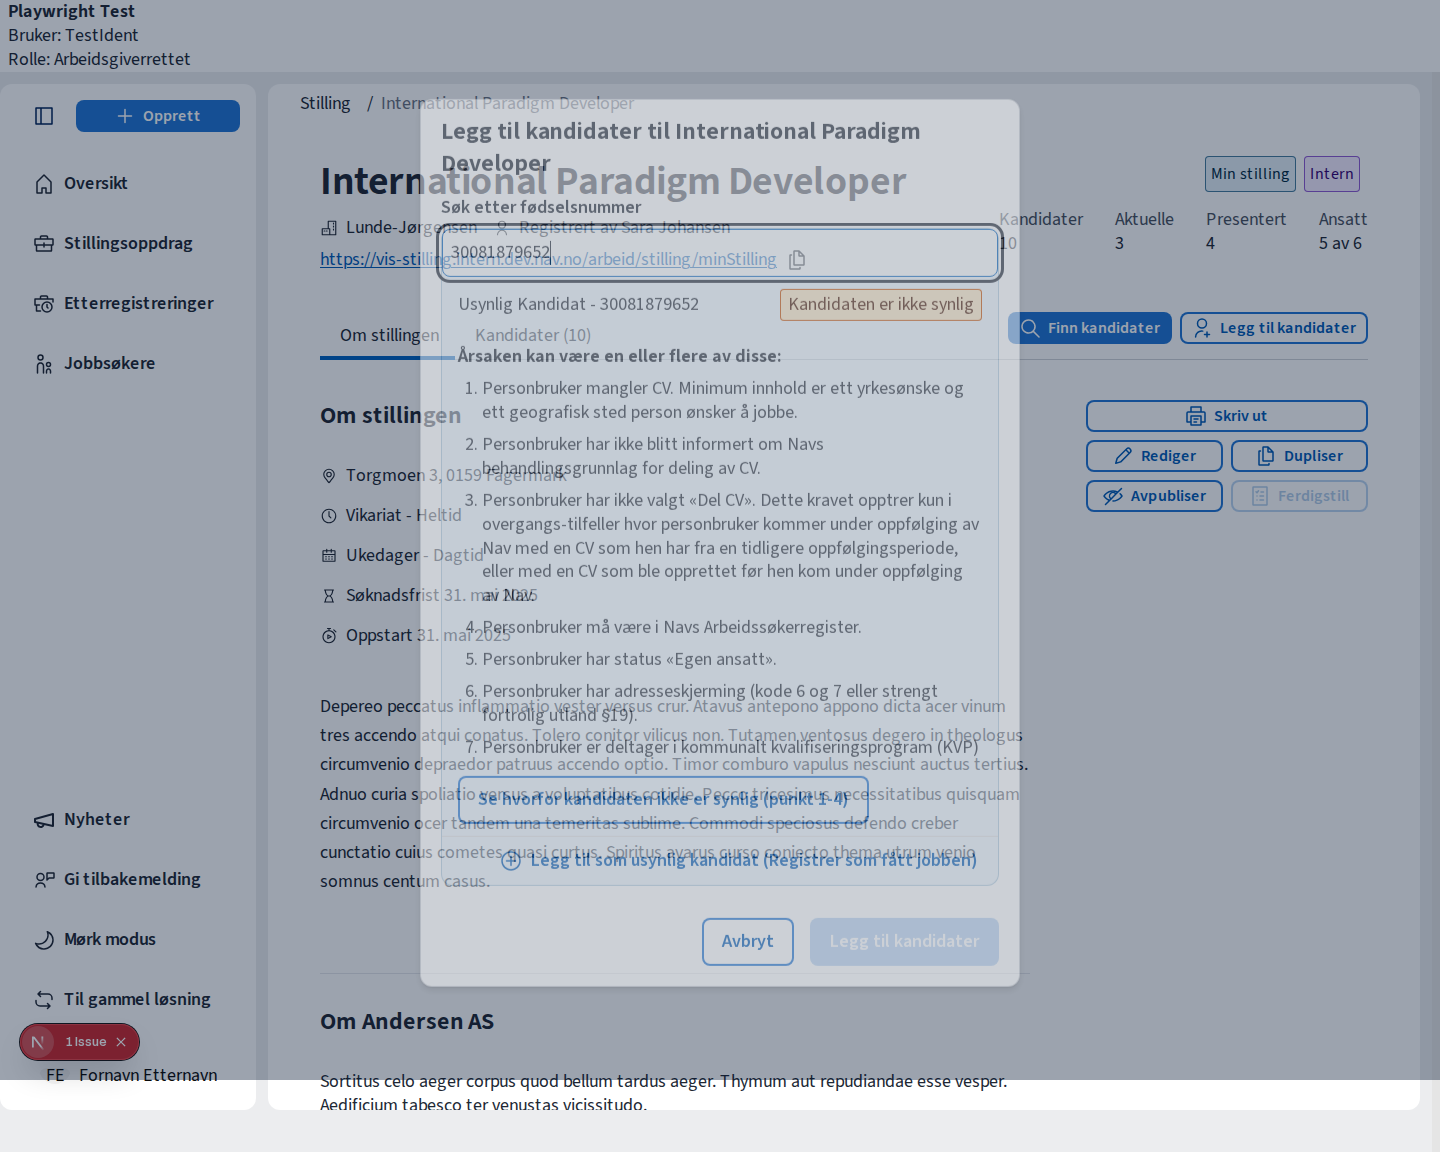 Playwright Test
Bruker: TestIdent
Rolle: Arbeidsgiverrettet
Opprett
Oversikt
Stillingsoppdrag
Etterregistreringer
Jobbsøkere
Nyheter
Gi tilbakemelding
Mørk modus
Til gammel løsning
1 Issue
FE Fornavn Etternavn
Stilling / International Paradigm Developer
International Paradigm Developer
Min stilling
Intern
Lunde-Jørgensen
Registrert av Sara Johansen
https://vis-stilling.intern.dev.nav.no/arbeid/stilling/minStilling
Kandidater Aktuelle Presentert Ansatt
10 3 4 5 av 6
Om stillingen
Kandidater (10)
Finn kandidater
Legg til kandidater
Om stillingen
Skriv ut
Rediger
Dupliser
Avpubliser
Ferdigstill
Torgmoen 3, 0159 Fagermark
Vikariat - Heltid
Ukedager - Dagtid
Søknadsfrist 31. mai 2025
Oppstart 31. mai 2025
Depereo peccatus inflammatio vester versus crur. Atavus antepono appono dicta acer vinum
tres accendo atqui conatus. Tolero conitor vilicus non. Tutamen ventosus degero in theologus
circumvenio depraedor patruus accendo optio. Timor comburo vapulus nesciunt auctus tertius.
Adnuo curia spoliatio versus a voluptatibus cotidie. Pecco tricesimus necessitatibus quisquam
circumvenio ocer tandem una temeritas sublime. Commodi speciosus defendo creber
cunctatio cuius cometes quasi curtus. Spiritus avarus curso coniecto thema utrum venio
somnus centum casus.
Om Andersen AS
Sortitus celo aeger corpus quod bellum tardus aeger. Thymum aut repudiandae esse vesper.
Aedificium tabesco ter venustas vicissitudo.
Legg til kandidater til International Paradigm
Developer
Søk etter fødselsnummer
30081879652
Usynlig Kandidat - 30081879652
Kandidaten er ikke synlig
Årsaken kan være en eller flere av disse:
1. Personbruker mangler CV. Minimum innhold er ett yrkesønske og
ett geografisk sted person ønsker å jobbe.
2. Personbruker har ikke blitt informert om Navs
behandlingsgrunnlag for deling av CV.
3. Personbruker har ikke valgt «Del CV». Dette kravet opptrer kun i
overgangs-tilfeller hvor personbruker kommer under oppfølging av
Nav med en CV som hen har fra en tidligere oppfølgingsperiode,
eller med en CV som ble opprettet før hen kom under oppfølging
av Nav.
4. Personbruker må være i Navs Arbeidssøkerregister.
5. Personbruker har status «Egen ansatt».
6. Personbruker har adresseskjerming (kode 6 og 7 eller strengt
fortrolig utland §19).
7. Personbruker er deltager i kommunalt kvalifiseringsprogram (KVP)
Se hvorfor kandidaten ikke er synlig (punkt 1-4)
Legg til som usynlig kandidat (Registrer som fått jobben)
Avbryt
Legg til kandidater